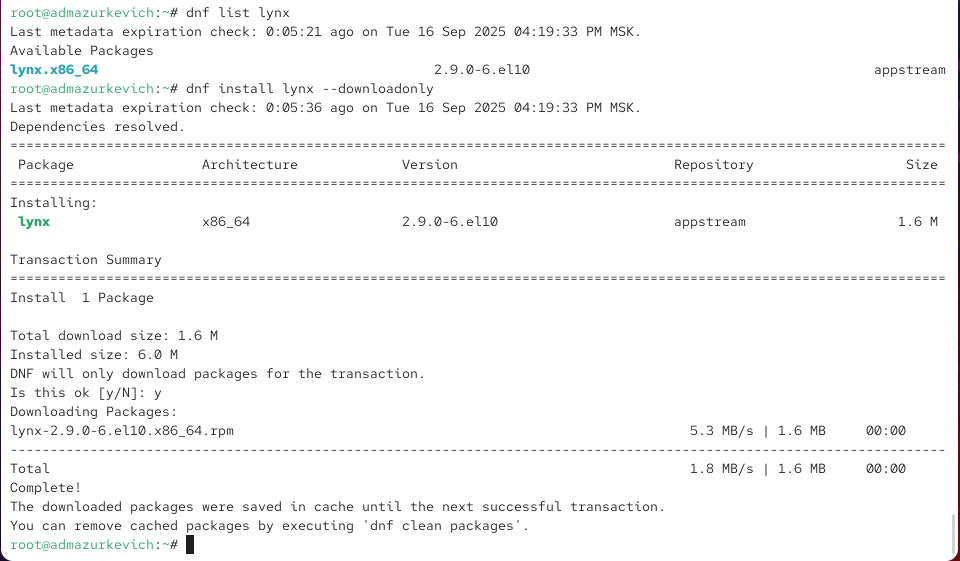 root@admazurkevich:~# dnf list lynx
Last metadata expiration check: 0:05:21 ago on Tue 16 Sep 2025 04:19:33 PM MSK.
Available Packages
lynx.x86_64 2.9.0-6.el10 appstream
root@admazurkevich:~# dnf install lynx --downloadonly
Last metadata expiration check: 0:05:36 ago on Tue 16 Sep 2025 04:19:33 PM MSK.
Dependencies resolved.
=====================================================================================================================
Package Architecture Version Repository Size
=====================================================================================================================
Installing:
lynx x86_64 2.9.0-6.el10 appstream 1.6 M
Transaction Summary
=====================================================================================================================
Install  1 Package
Total download size: 1.6 M
Installed size: 6.0 M
DNF will only download packages for the transaction.
Is this ok [y/N]: y
Downloading Packages:
lynx-2.9.0-6.el10.x86_64.rpm 5.3 MB/s | 1.6 MB 00:00
---------------------------------------------------------------------------------------------------------------------
Total 1.8 MB/s | 1.6 MB 00:00
Complete!
The downloaded packages were saved in cache until the next successful transaction.
You can remove cached packages by executing 'dnf clean packages'.
root@admazurkevich:~#